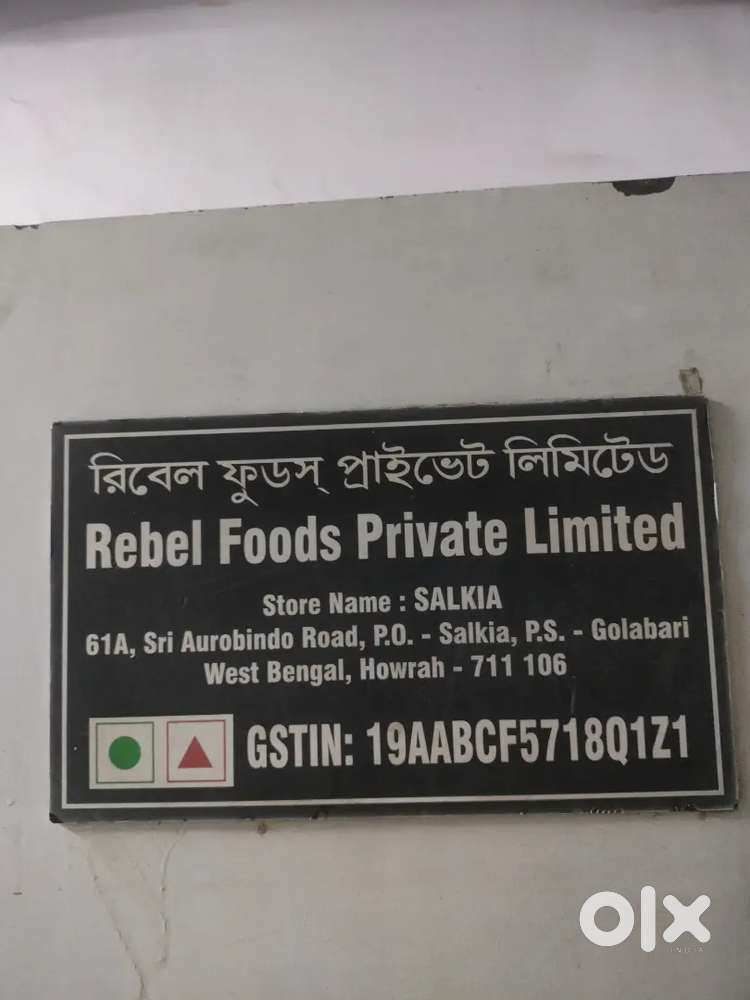 রিবেল ফুডস্ প্রাইভেট লিমিটেড
Rebel Foods Private Limited
Store Name : SALKIA
61A, Sri Aurobindo Road, P.O. - Salkia, P.S. - Golabari
West Bengal, Howrah - 711 106
GSTIN: 19AABCF5718Q1Z1
olx
INDIA